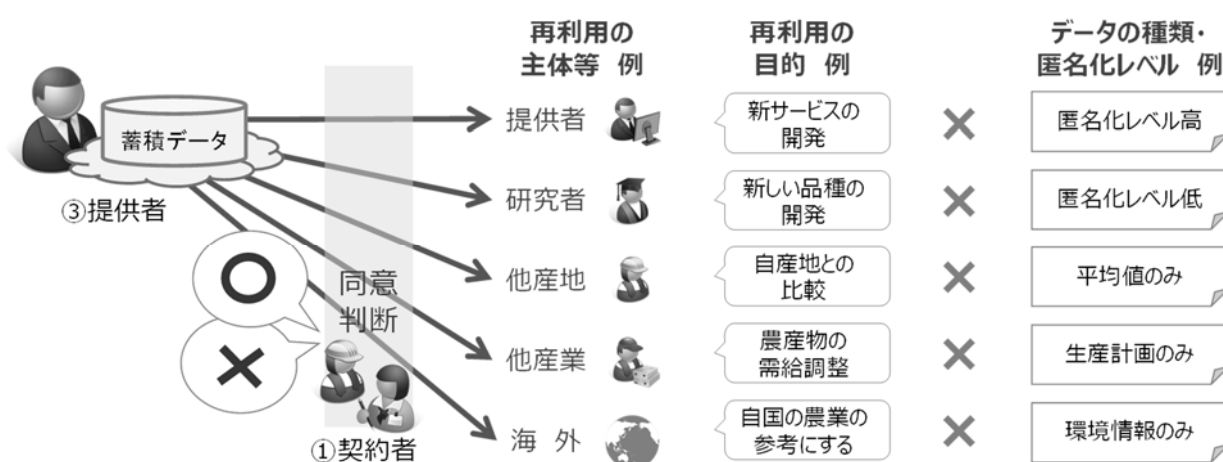 再利用の
主体等 例
再利用の
目的 例
データの種類・
匿名化レベル 例
蓄積データ
③提供者
同意
判断
①契約者
提供者
新サービスの
開発
匿名化レベル高
研究者
新しい品種の
開発
匿名化レベル低
他産地
自産地との
比較
平均値のみ
他産業
農産物の
需給調整
生産計画のみ
海 外
自国の農業の
参考にする
環境情報のみ